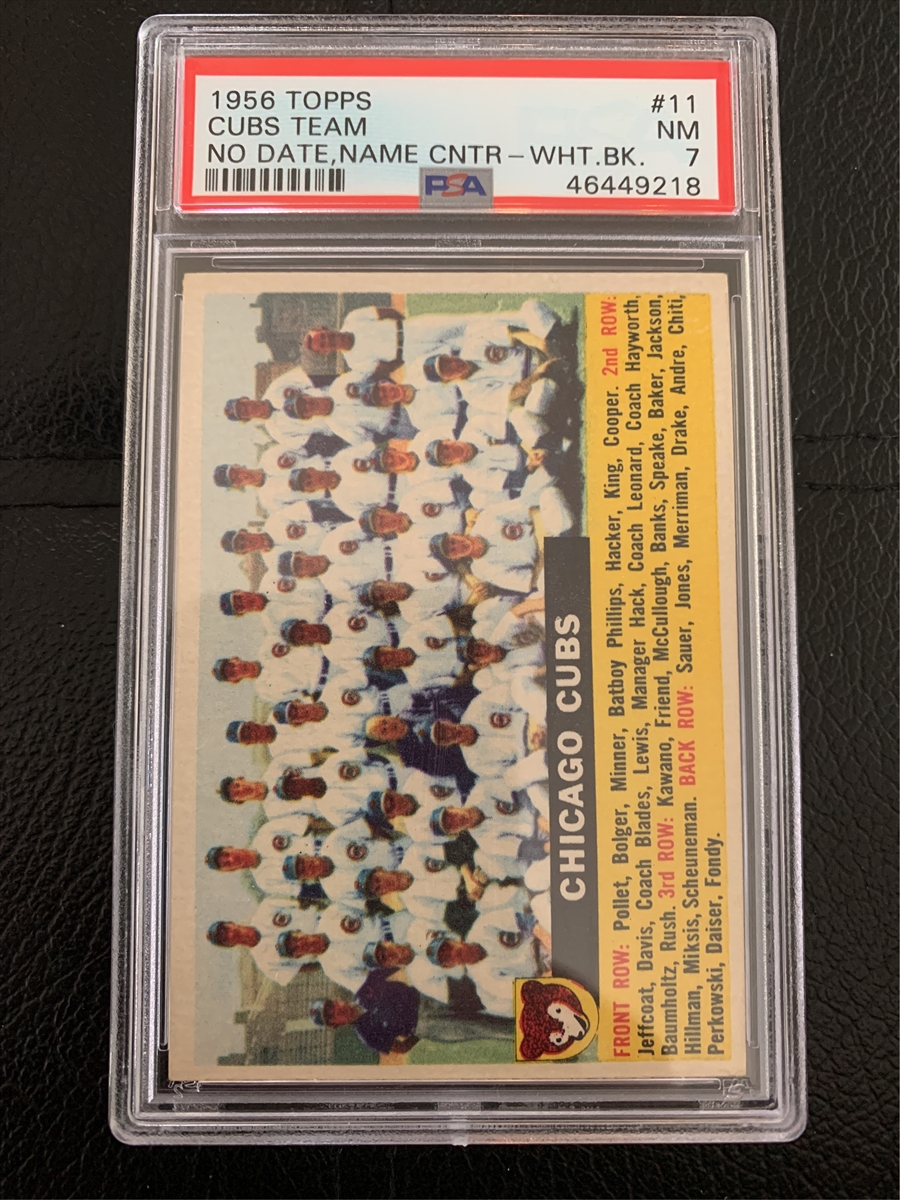 1956 TOPPS #11
CUBS TEAM NM
NO DATE,NAME CNTR–WHT.BK. 7
PSA 46449218
CHICAGO CUBS
FRONT ROW: Pollet, Bolger, Minner, Batboy Phillips, Hacker, King, Cooper. 2nd ROW:
Jeffcoat, Davis, Coach Blades, Lewis, Manager Hack, Coach Leonard, Coach Hayworth,
Baumholtz, Rush. 3rd ROW: Kawano, Friend, McCullough, Banks, Speake, Baker, Jackson,
Hillman, Miksis, Scheuneman. BACK ROW: Sauer, Jones, Merriman, Drake, Andre, Chiti,
Perkowski, Daiser, Fondy.